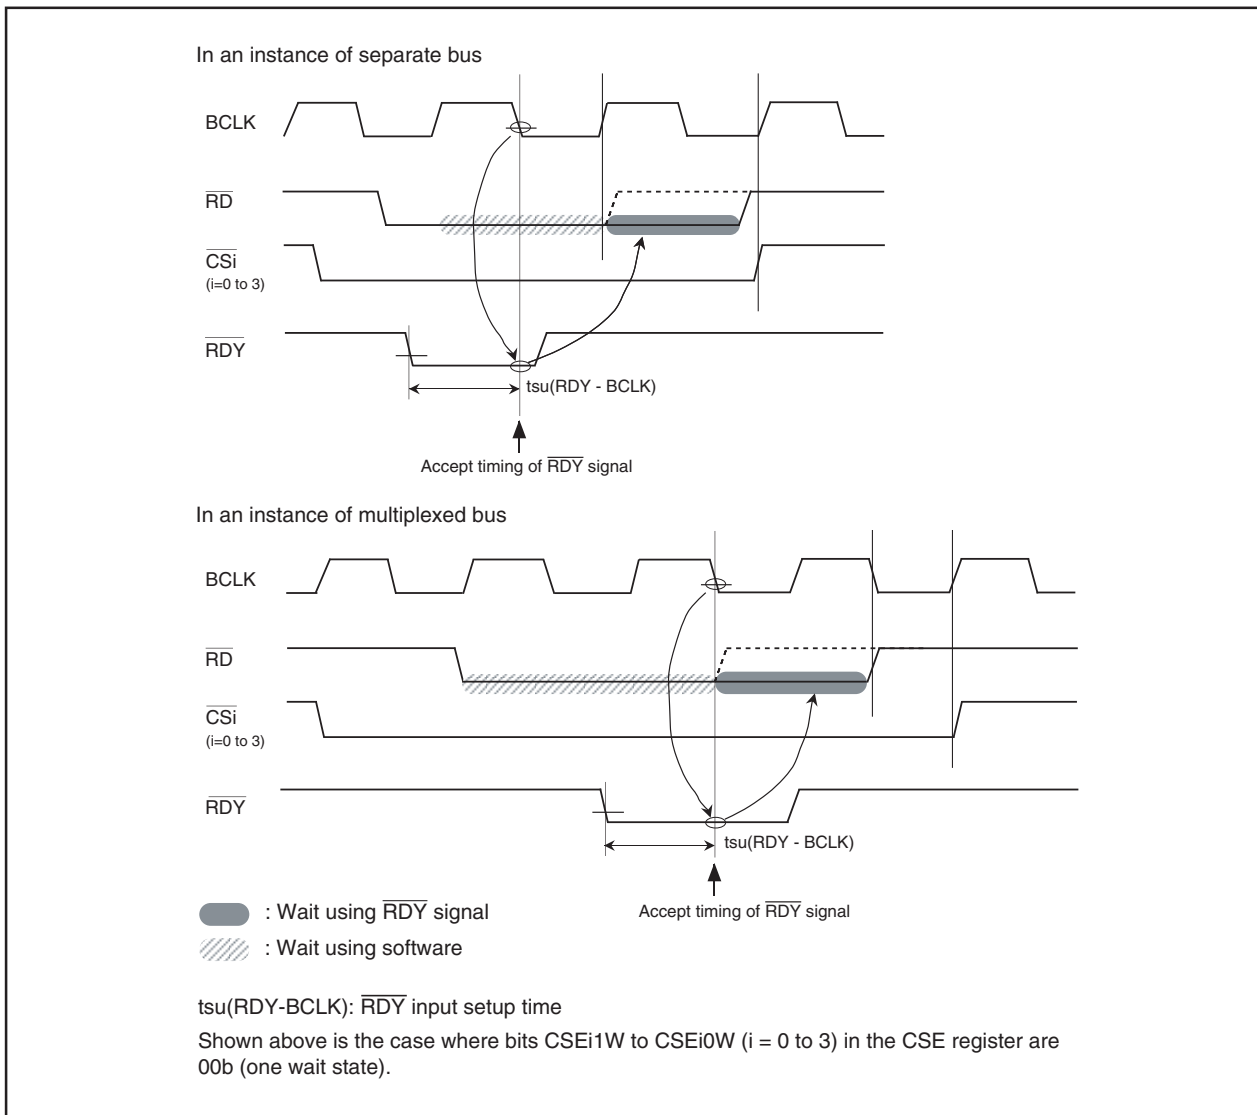 In an instance of separate bus
BCLK
RD
CSi
(i=0 to 3)
RDY
tsu(RDY - BCLK)
Accept timing of RDY signal
In an instance of multiplexed bus
BCLK
RD
CSi
(i=0 to 3)
RDY
tsu(RDY - BCLK)
Accept timing of RDY signal
: Wait using RDY signal
: Wait using software
tsu(RDY-BCLK): RDY input setup time
Shown above is the case where bits CSEi1W to CSEi0W (i = 0 to 3) in the CSE register are
00b (one wait state).